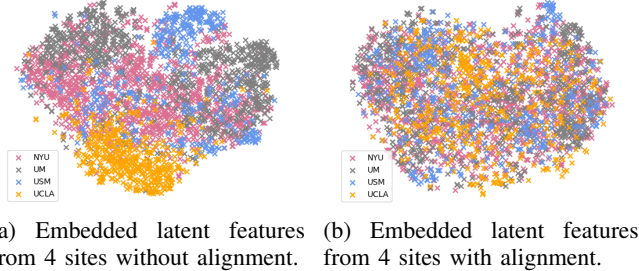 NYU
UM
USM
UCLA
NYU
UM
USM
UCLA
a) Embedded latent features
rom 4 sites without alignment.
(b) Embedded latent features
from 4 sites with alignment.